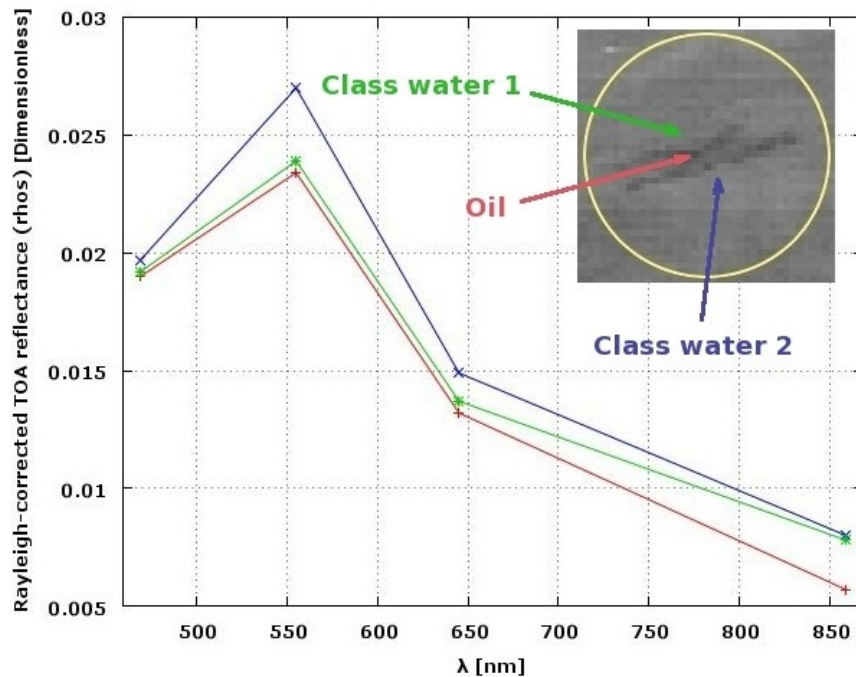 Rayleigh-corrected TOA reflectance (rhos) [Dimensionless]
0.03
0.025
0.02
0.015
0.01
0.005
Class water 1
Oil
Class water 2
500 550 600 650 700 750 800 850
λ [nm]